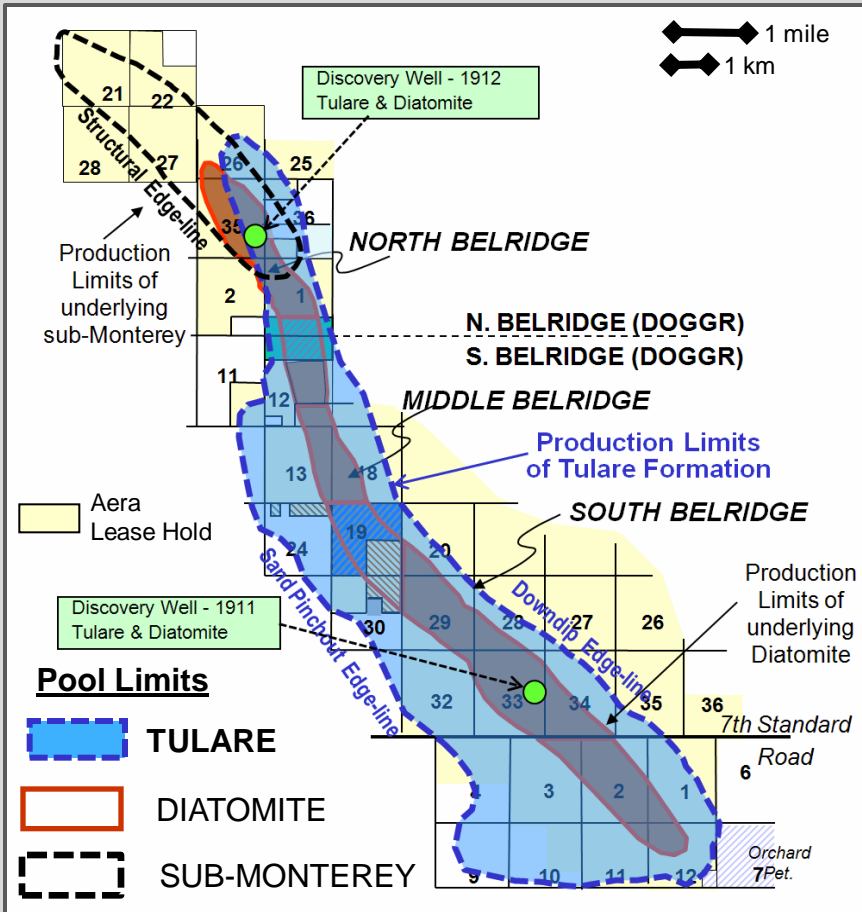 1 mile
1 km
Discovery Well - 1912
Tulare & Diatomite
21
22
28
27
26
25
Structural Edge-line
35
36
Production
Limits of
underlying
sub-Monterey
NORTH BELRIDGE
2
1
N. BELRIDGE (DOGGR)
S. BELRIDGE (DOGGR)
11
12
MIDDLE BELRIDGE
Production Limits
of Tulare Formation
13
18
Aera
Lease Hold
SOUTH BELRIDGE
19
20
24
Sand Pinchout Edge-line
Downdip Edge-line
Production
Limits of
underlying
Diatomite
Discovery Well - 1911
Tulare & Diatomite
30
29
28
27
26
32
33
34
35
36
7th Standard
Road
Pool Limits
TULARE
DIATOMITE
SUB-MONTEREY
4
3
2
1
6
9
10
11
12
Orchard
7 Pet.